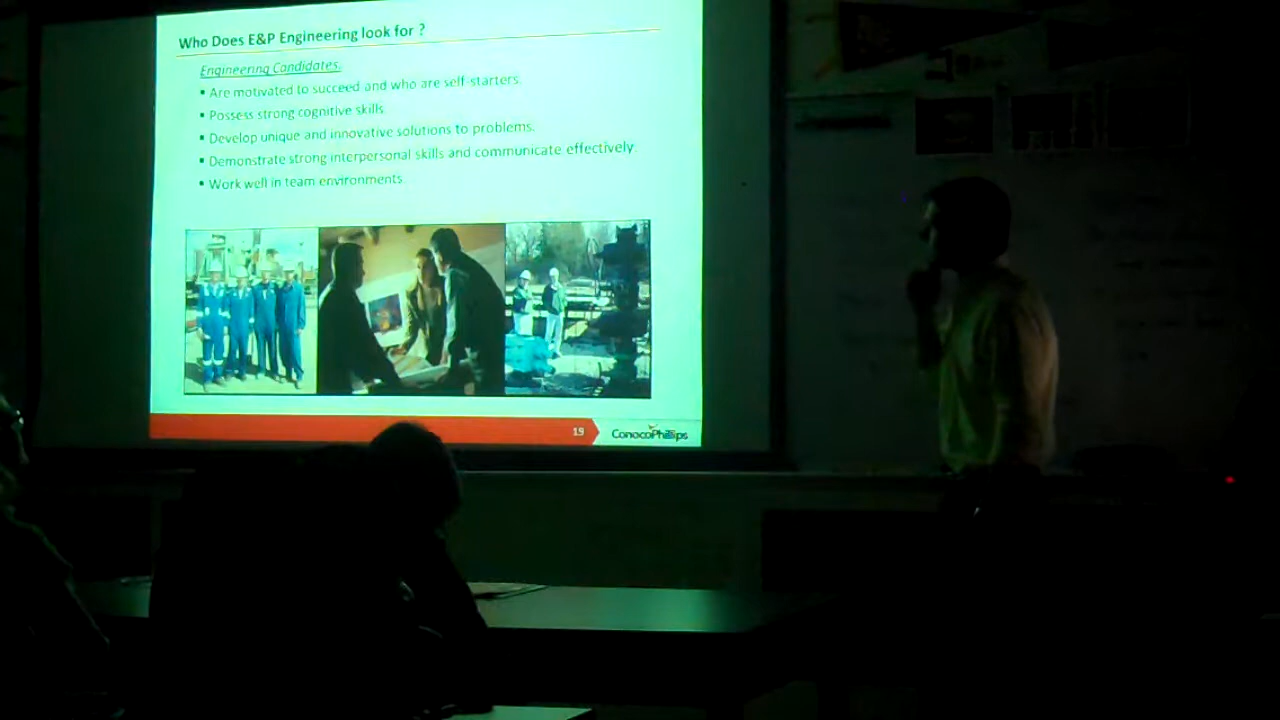 Who Does E&P Engineering look for ?
Engineering Candidates:
▪ Are motivated to succeed and who are self-starters.
▪ Possess strong cognitive skills.
▪ Develop unique and innovative solutions to problems.
▪ Demonstrate strong interpersonal skills and communicate effectively.
▪ Work well in team environments.
19
ConocoPhillips